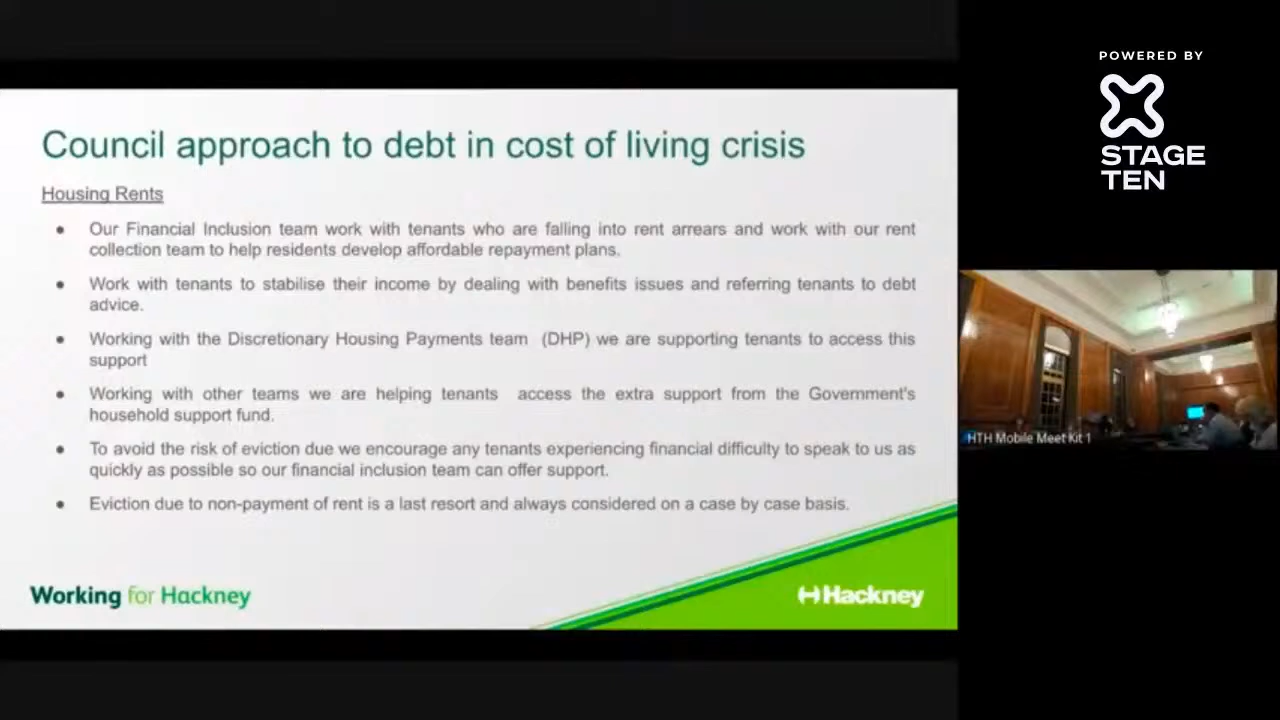 Council approach to debt in cost of living crisis
Housing Rents
● Our Financial Inclusion team work with tenants who are falling into rent arrears and work with our rent
collection team to help residents develop affordable repayment plans.
● Work with tenants to stabilise their income by dealing with benefits issues and referring tenants to debt
advice.
● Working with the Discretionary Housing Payments team (DHP) we are supporting tenants to access this
support
● Working with other teams we are helping tenants access the extra support from the Government's
household support fund.
● To avoid the risk of eviction due we encourage any tenants experiencing financial difficulty to speak to us as
quickly as possible so our financial inclusion team can offer support.
● Eviction due to non-payment of rent is a last resort and always considered on a case by case basis.
Working for Hackney
Hackney
POWERED BY
STAGE
TEN
HTH Mobile Meet Kit 1